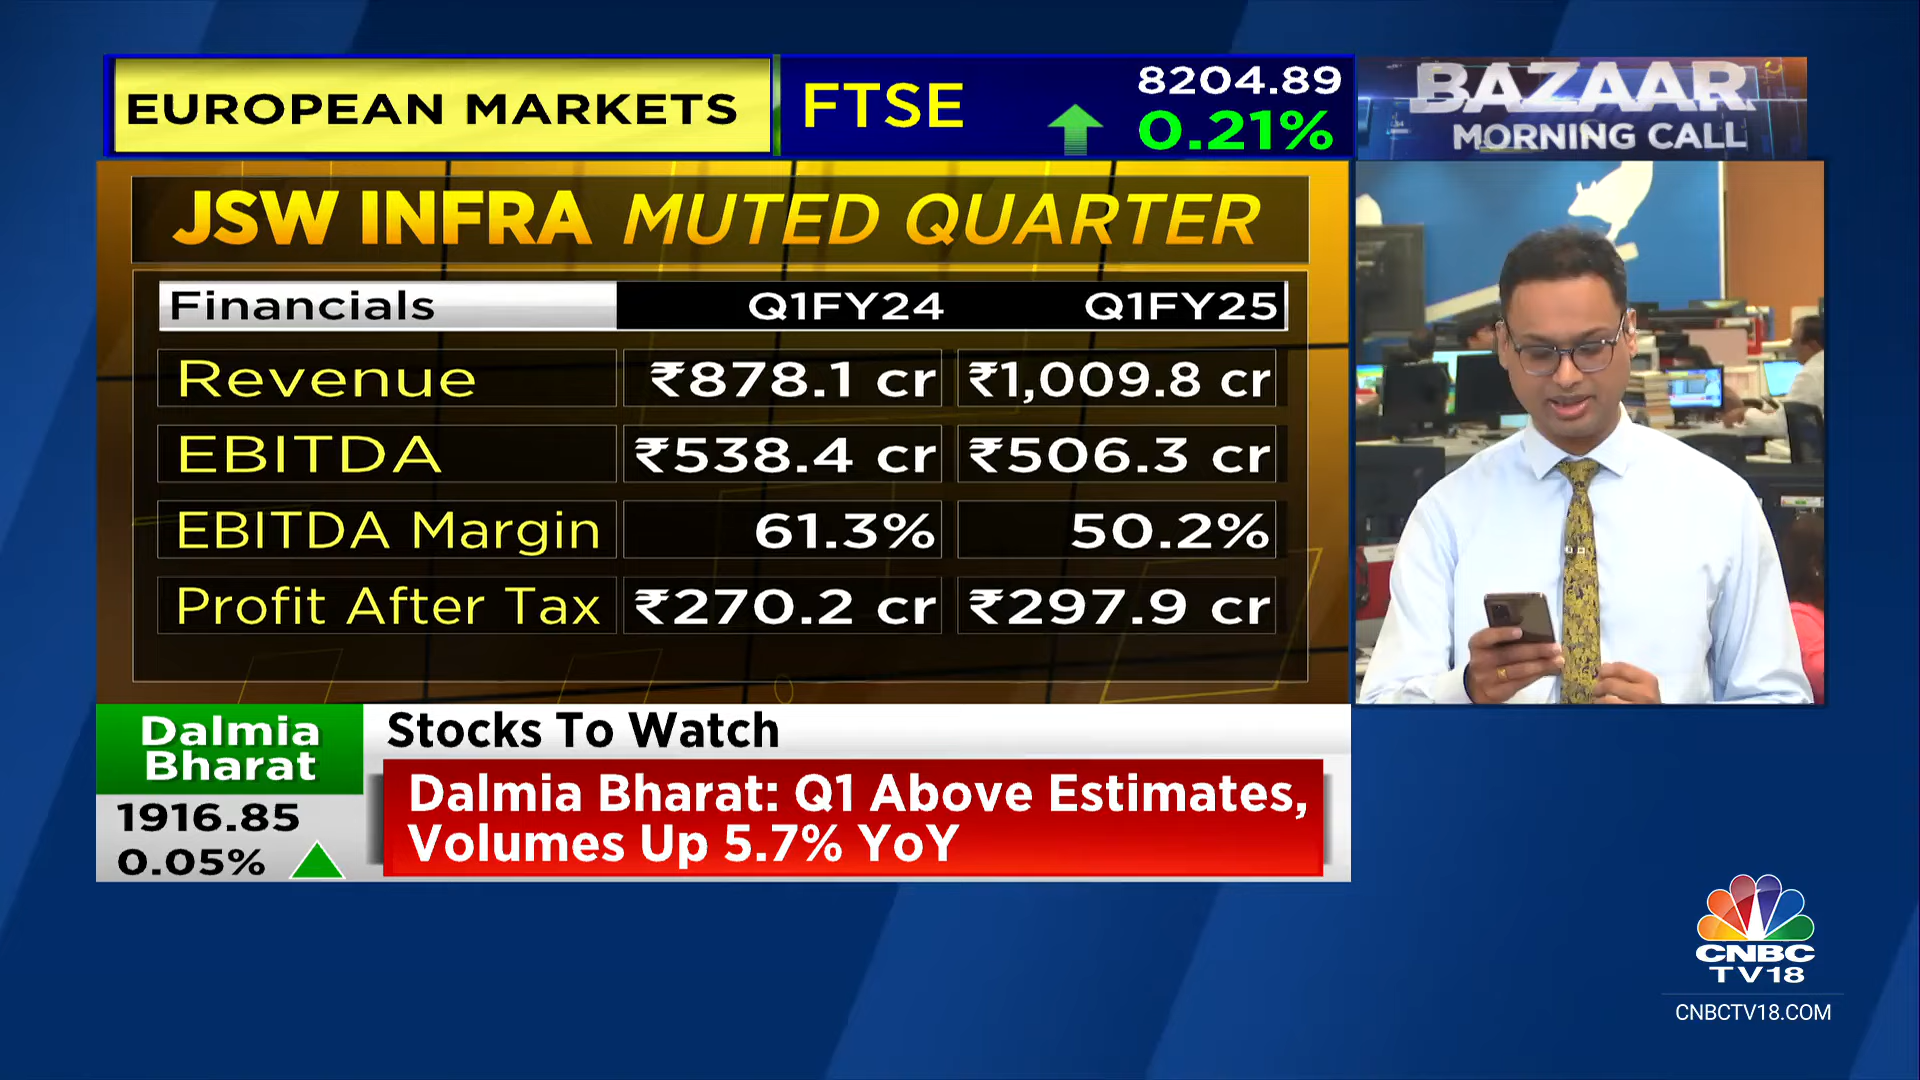 EUROPEAN MARKETS
FTSE
8204.89
0.21%
BAZAAR
MORNING CALL
JSW INFRA MUTED QUARTER
Financials Q1FY24 Q1FY25
Revenue ₹878.1 cr ₹1,009.8 cr
EBITDA ₹538.4 cr ₹506.3 cr
EBITDA Margin 61.3% 50.2%
Profit After Tax ₹270.2 cr ₹297.9 cr
Dalmia
Bharat
1916.85
0.05%
Stocks To Watch
Dalmia Bharat: Q1 Above Estimates,
Volumes Up 5.7% YoY
CNBC
TV18
CNBCTV18.COM